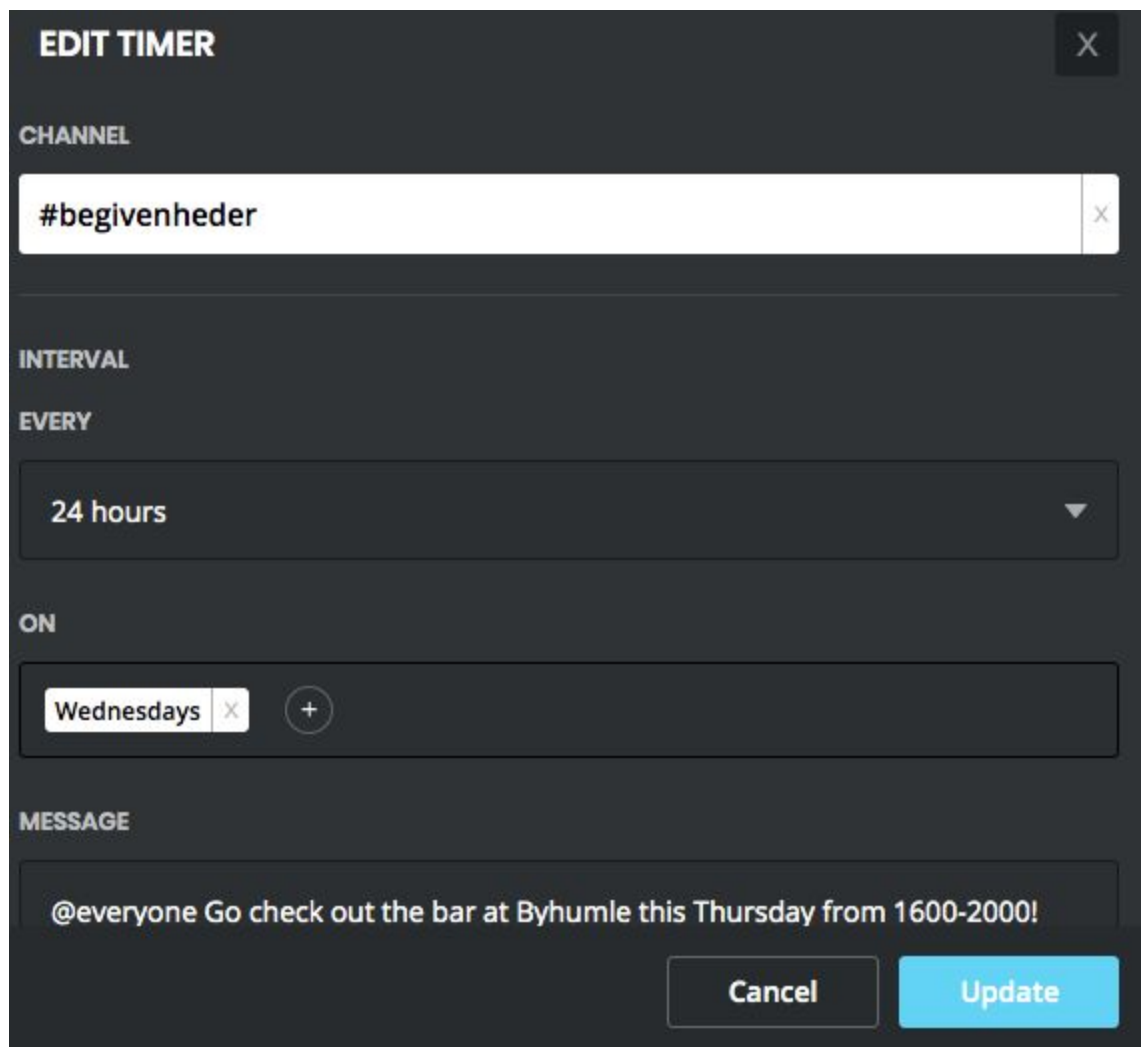 EDIT TIMER
X
CHANNEL
#begivenheder
X
INTERVAL
EVERY
24 hours
ON
Wednesdays X +
MESSAGE
@everyone Go check out the bar at Byhumle this Thursday from 1600-2000!
Cancel Update